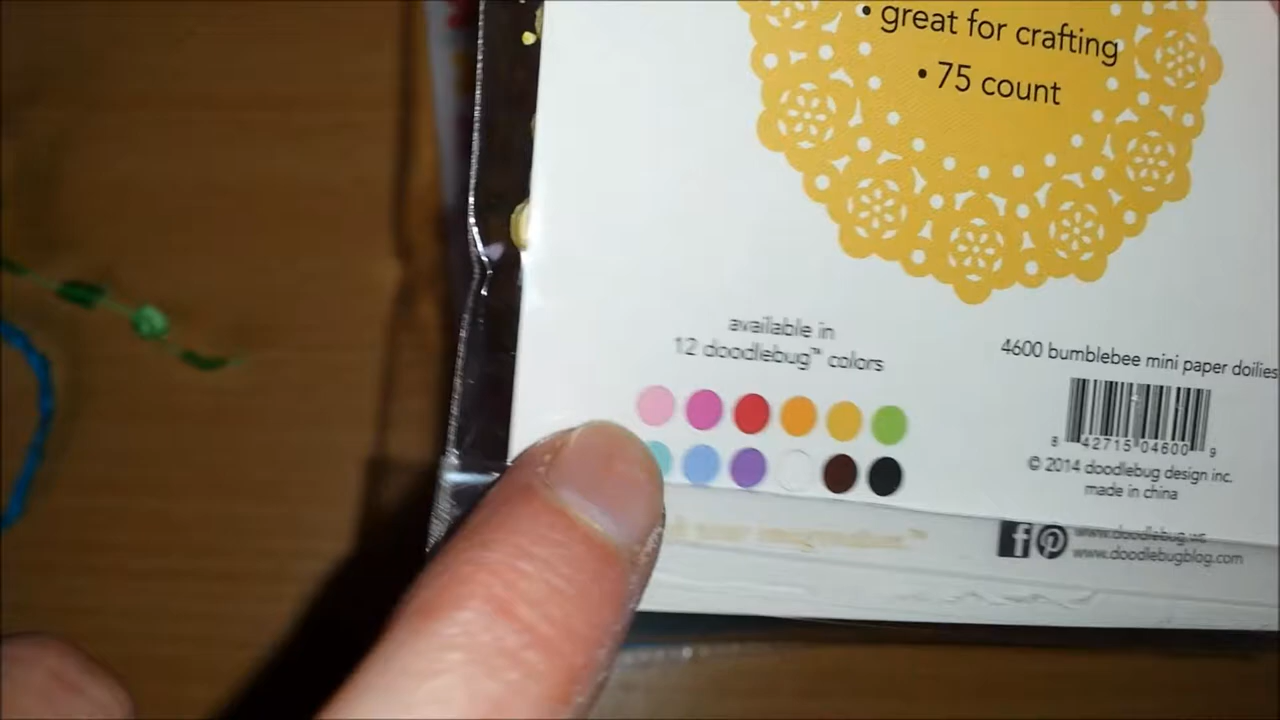 • great for crafting
• 75 count
available in
12 doodlebug™ colors
4600 bumblebee mini paper doilies
8 42715 04600 9
© 2014 doodlebug design inc.
made in china
f
www.doodlebugblog.com